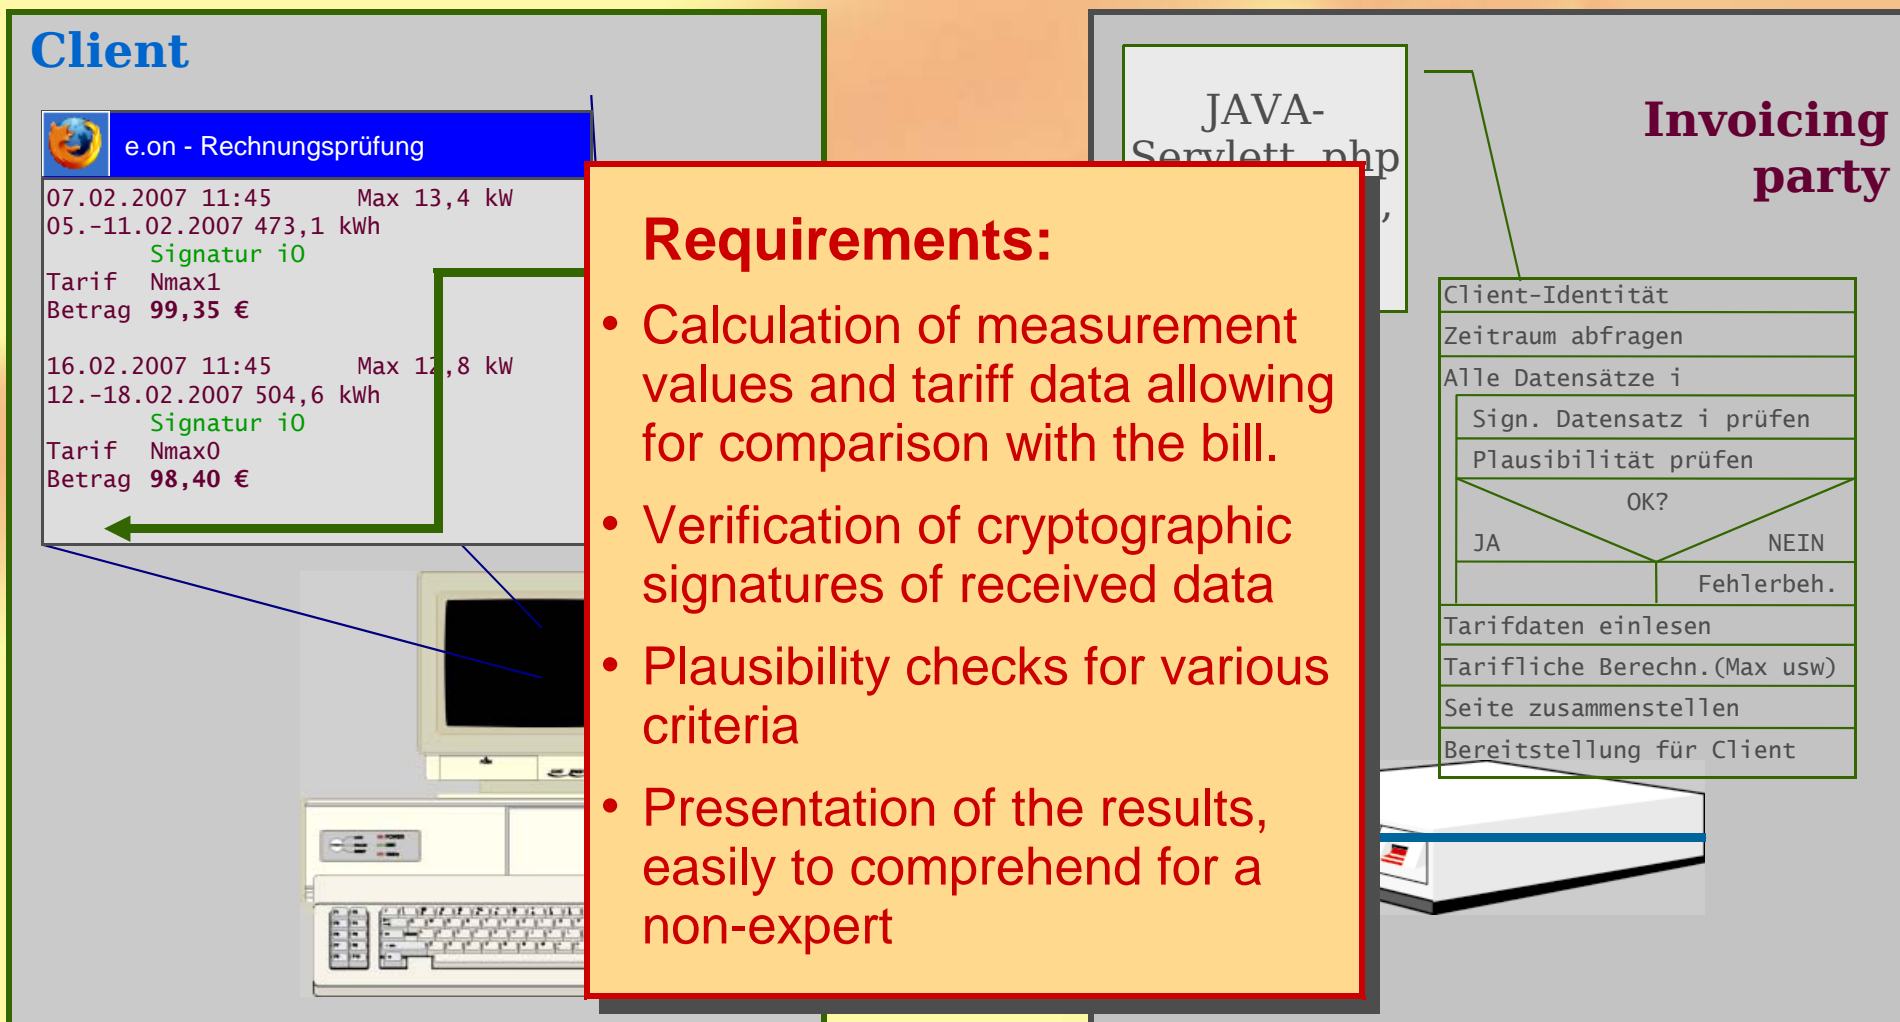 Client
e.on - Rechnungsprüfung
07.02.2007 11:45 Max 13,4 kW
05.-11.02.2007 473,1 kWh
Signatur iO
Tarif Nmax1
Betrag 99,35 €
16.02.2007 11:45 Max 12,8 kW
12.-18.02.2007 504,6 kWh
Signatur iO
Tarif Nmax0
Betrag 98,40 €
Requirements:
• Calculation of measurement
values and tariff data allowing
for comparison with the bill.
• Verification of cryptographic
signatures of received data
• Plausibility checks for various
criteria
• Presentation of the results,
easily to comprehend for a
non-expert
JAVA-
Servlett, php
,
Invoicing
party
Client-Identität
Zeitraum abfragen
Alle Datensätze i
Sign. Datensatz i prüfen
Plausibilität prüfen
OK?
JA NEIN
Fehlerbeh.
Tarifdaten einlesen
Tarifliche Berechn.(Max usw)
Seite zusammenstellen
Bereitstellung für Client